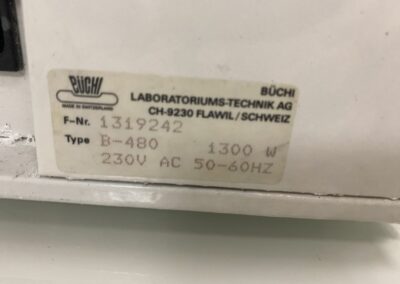 BÜCHI
MADE IN SWITZERLAND
BÜCHI
LABORATORIUMS-TECHNIK AG
CH-9230 FLAWIL/SCHWEIZ
F-Nr. 1319242
Type B-480 1300 W
230V AC 50-60HZ